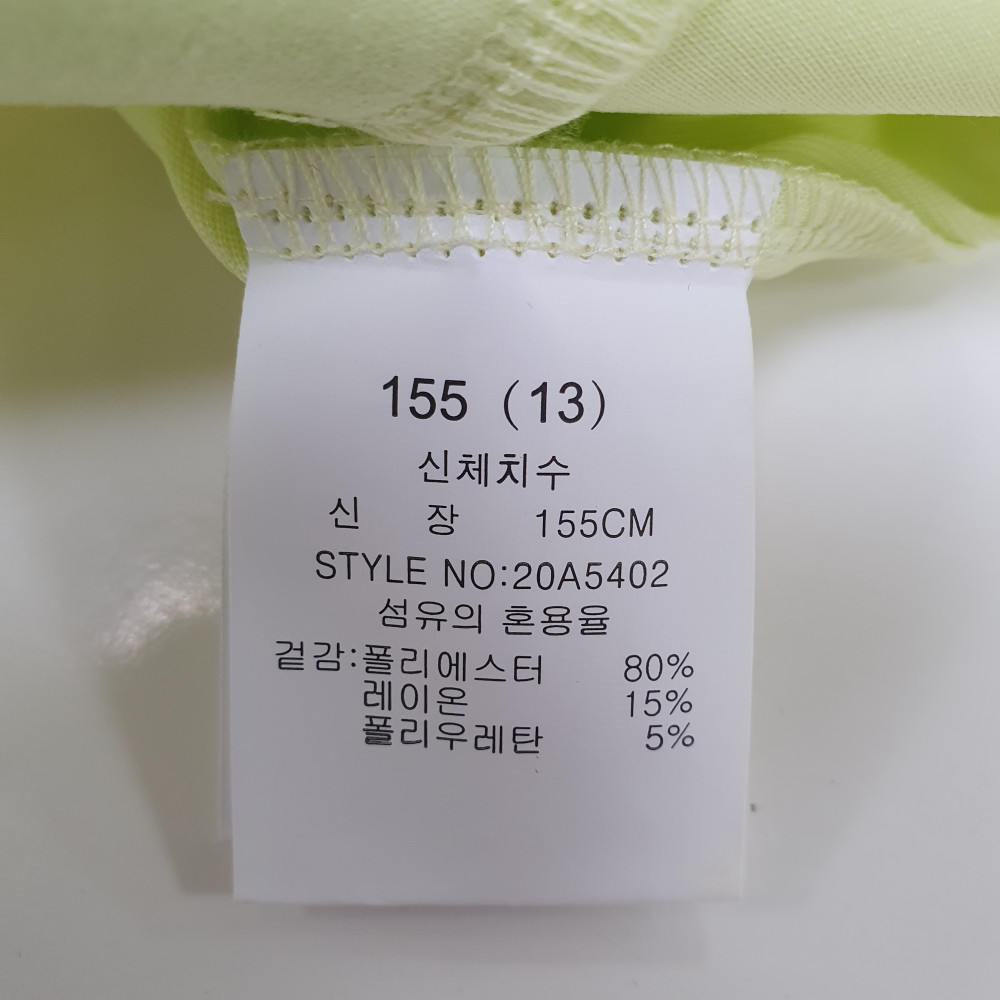 155 (13)
신체치수
신 장 155CM
STYLE NO:20A5402
섬유의 혼용율
겉감:폴리에스터 80%
레이온 15%
폴리우레탄 5%